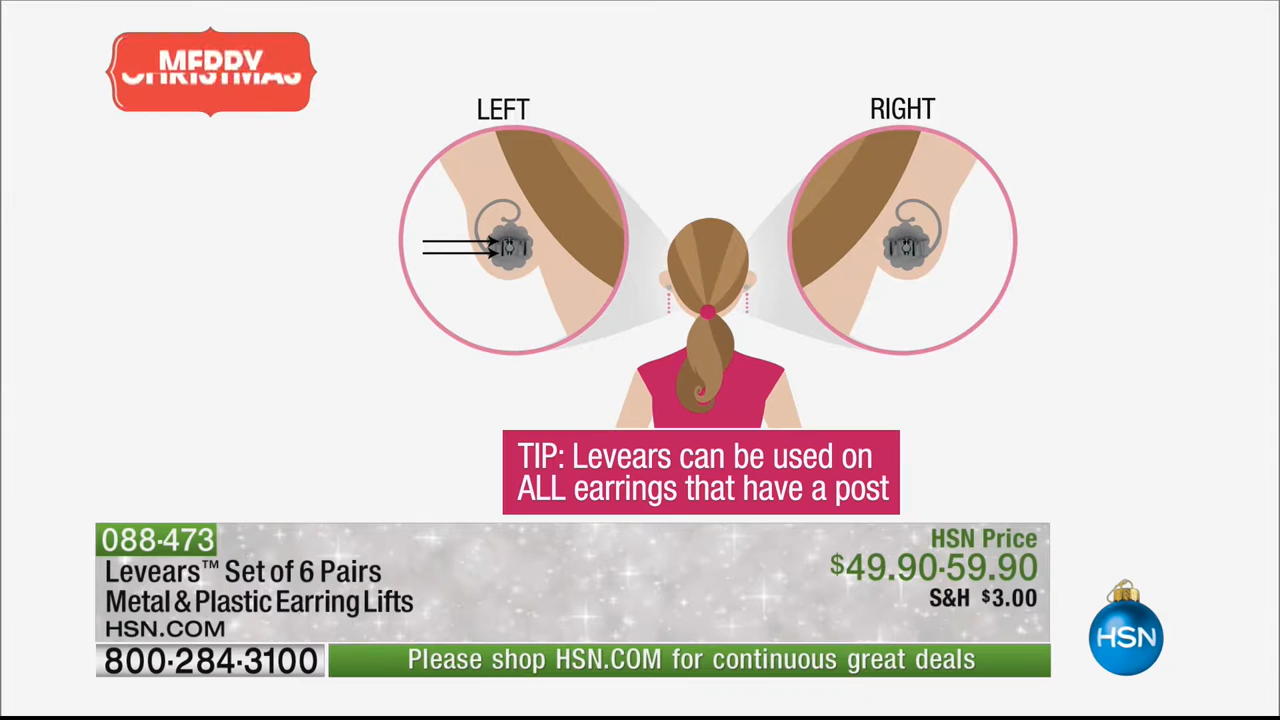 MERRY
CHRISTMAS
LEFT
RIGHT
TIP: Levears can be used on
ALL earrings that have a post
088-473
Levears™ Set of 6 Pairs
Metal & Plastic Earring Lifts
HSN.COM
HSN Price
$49.90-59.90
S&H $3.00
HSN
800·284·3100
Please shop HSN.COM for continuous great deals